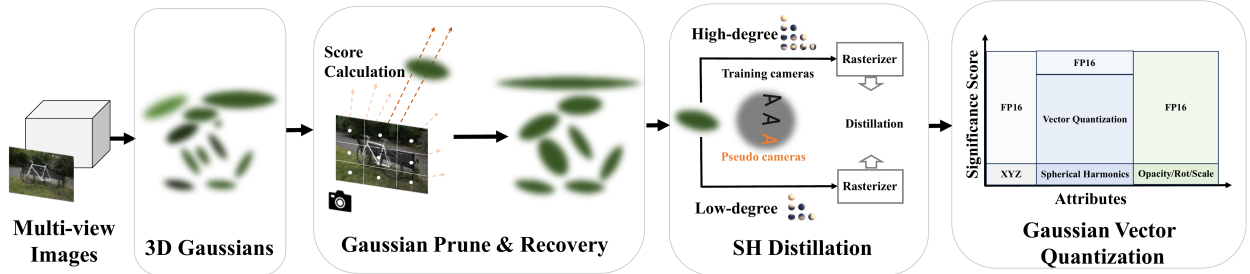 Multi-view
Images
3D Gaussians
Score
Calculation
Gaussian Prune & Recovery
High-degree
Rasterizer
Training cameras
A
A
A
Pseudo cameras
Distillation
Rasterizer
Low-degree
SH Distillation
Significance Score
FP16
FP16
Vector Quantization
FP16
XYZ
Spherical Harmonics
Opacity/Rot/Scale
Attributes
Gaussian Vector
Quantization